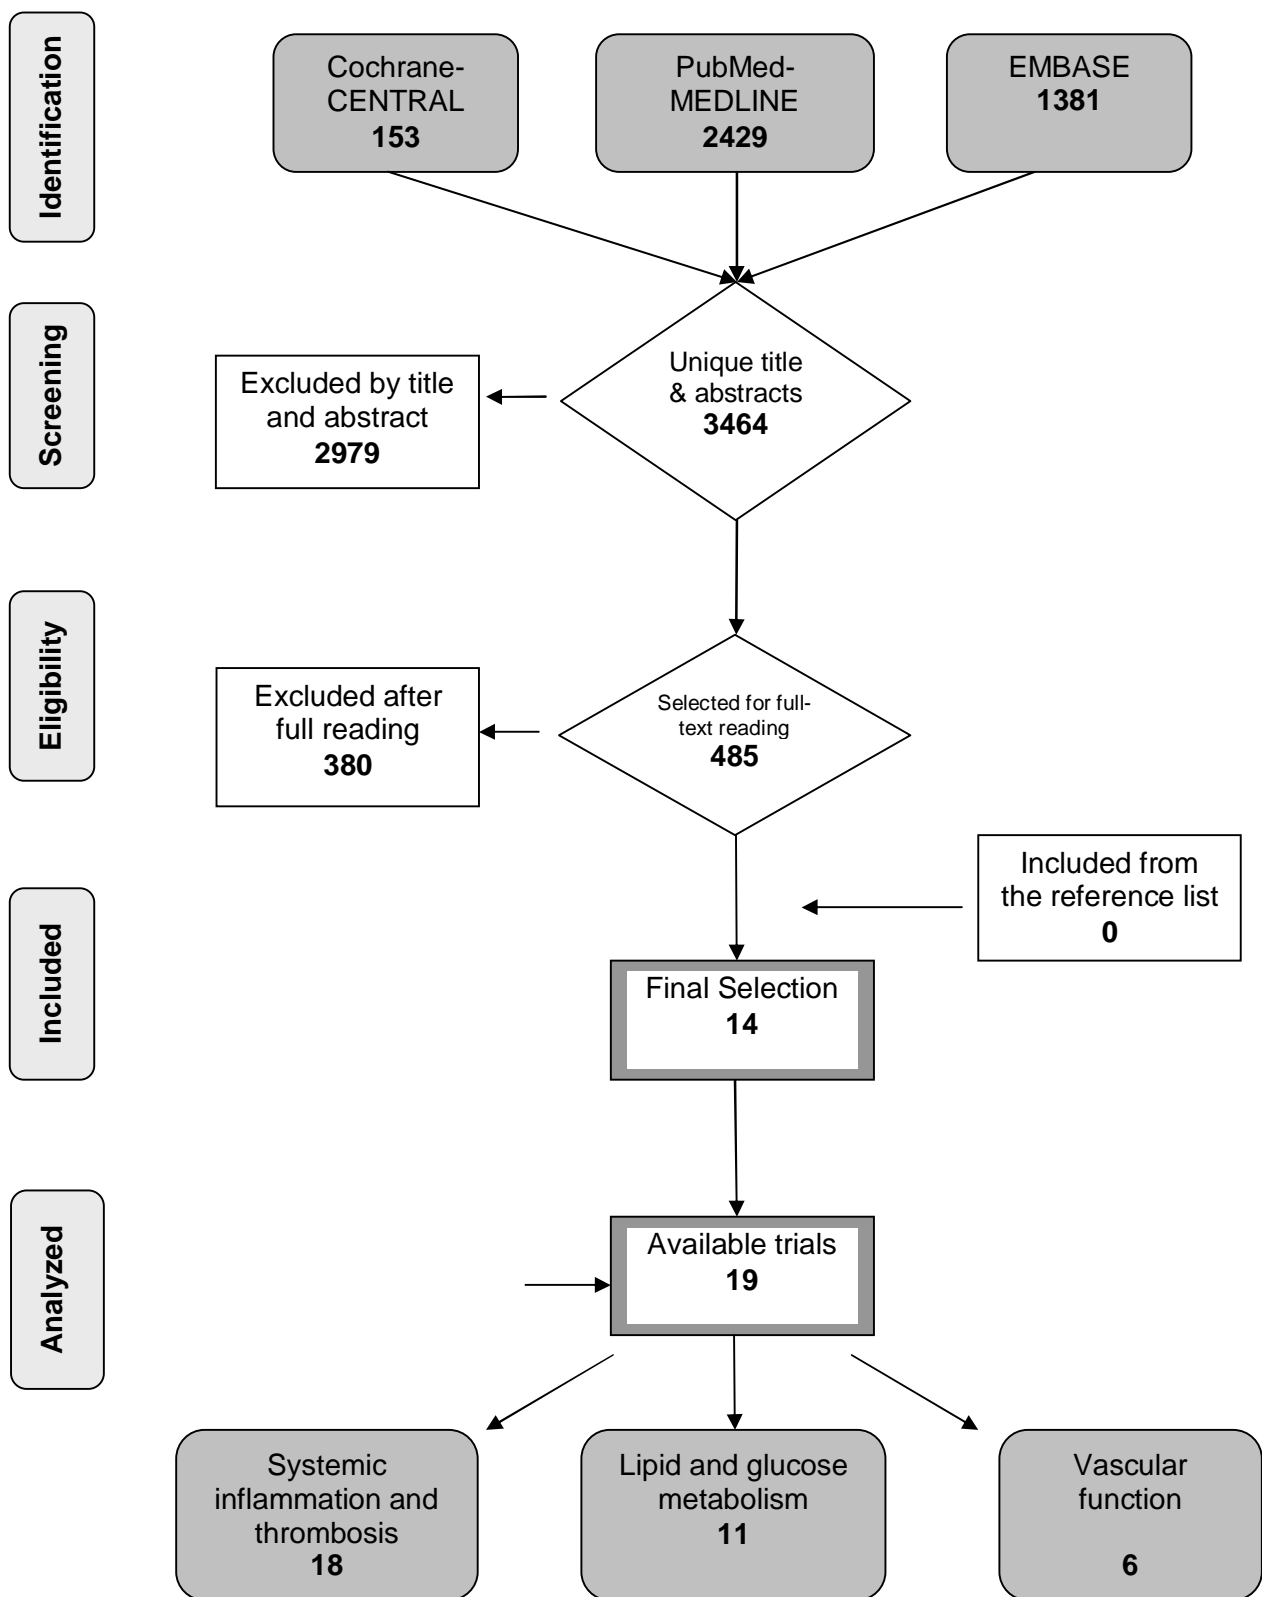 Identification
Cochrane-
CENTRAL
153
PubMed-
MEDLINE
2429
EMBASE
1381
Screening
Unique title
& abstracts
3464
Excluded by title
and abstract
2979
Eligibility
Selected for full-
text reading
485
Excluded after
full reading
380
Included from
the reference list
0
Included
Final Selection
14
Analyzed
Available trials
19
Systemic
inflammation and
thrombosis
18
Lipid and glucose
metabolism
11
Vascular
function
6